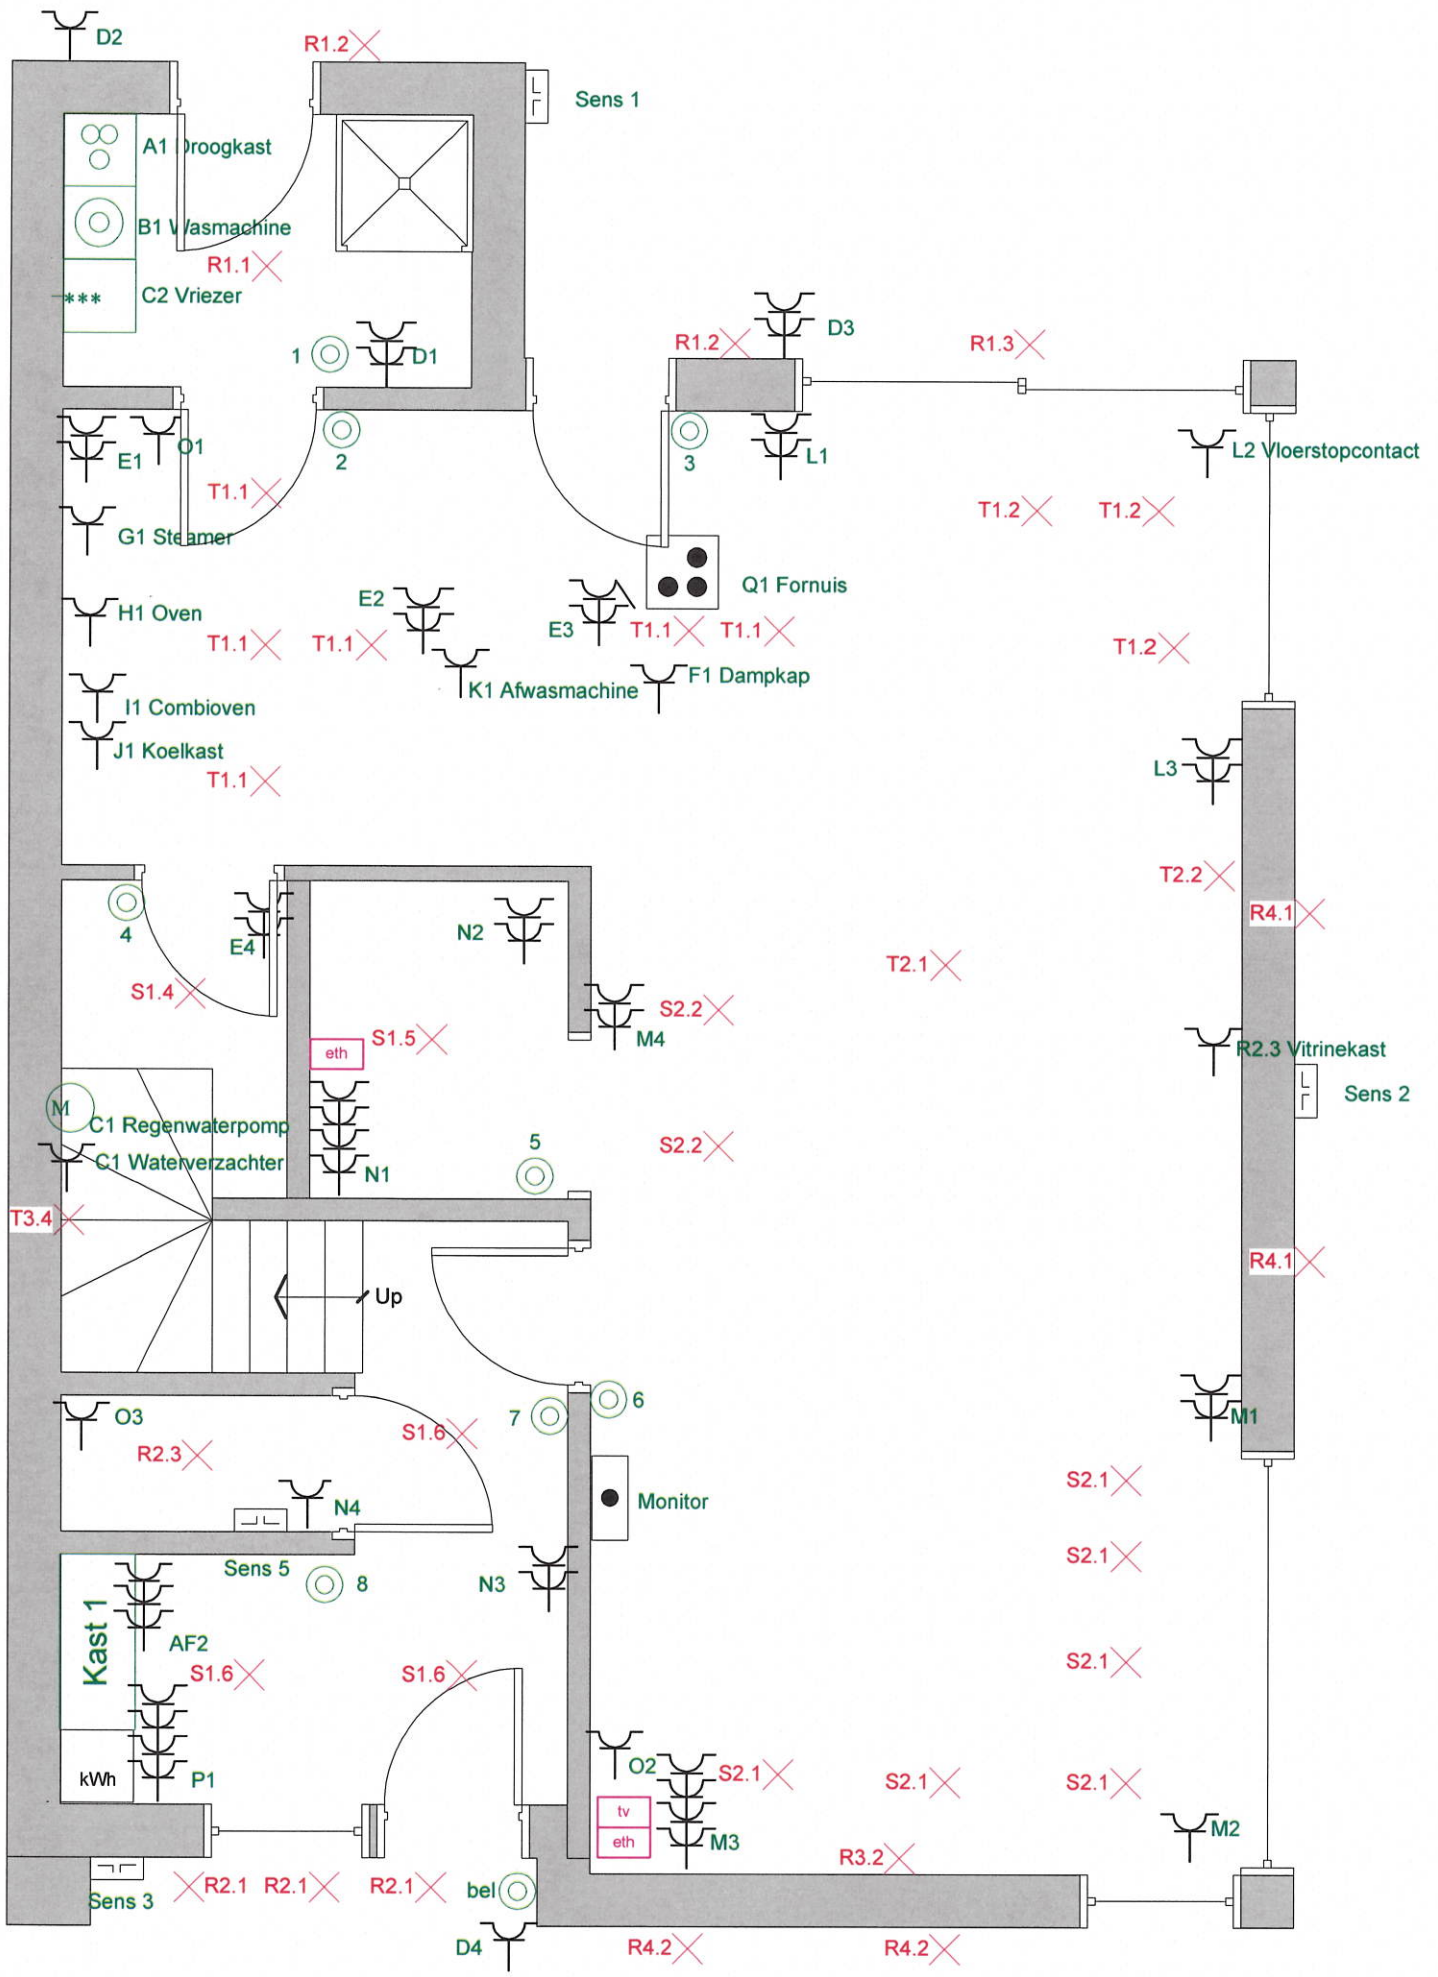 D2
R1.2
Sens 1
A1 Droogkast
B1 Wasmachine
R1.1
C2 Vriezer
***
1
D1
R1.2
D3
R1.3
E1
O1
2
3
L1
L2 Vloerstopcontact
T1.1
T1.2
T1.2
G1 Steamer
Q1 Fornuis
H1 Oven
E2
E3
T1.1
T1.1
T1.1
T1.1
T1.2
K1 Afwasmachine
F1 Dampkap
I1 Combioven
J1 Koelkast
T1.1
L3
T2.2
R4.1
4
E4
N2
T2.1
S1.4
S2.2
S1.5
M4
eth
R2.3 Vitrinekast
M
C1 Regenwaterpomp
Sens 2
5
S2.2
C1 Waterverzachter
N1
T3.4
R4.1
Up
6
7
O3
M1
S1.6
R2.3
S2.1
N4
Monitor
Sens 5
8
N3
S2.1
Kast 1
AF2
S1.6
S1.6
S2.1
kWh
P1
O2
S2.1
S2.1
S2.1
tv
eth
M3
M2
R3.2
Sens 3
R2.1
R2.1
R2.1
bel
D4
R4.2
R4.2